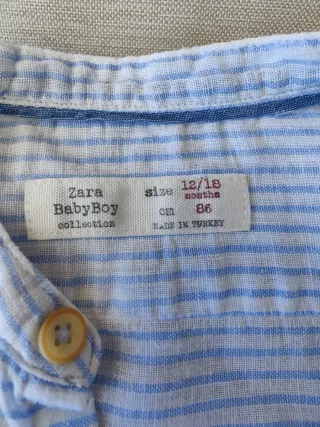 Zara
BabyBoy
collection
size 12/18
months
cm 86
MADE IN TURKEY